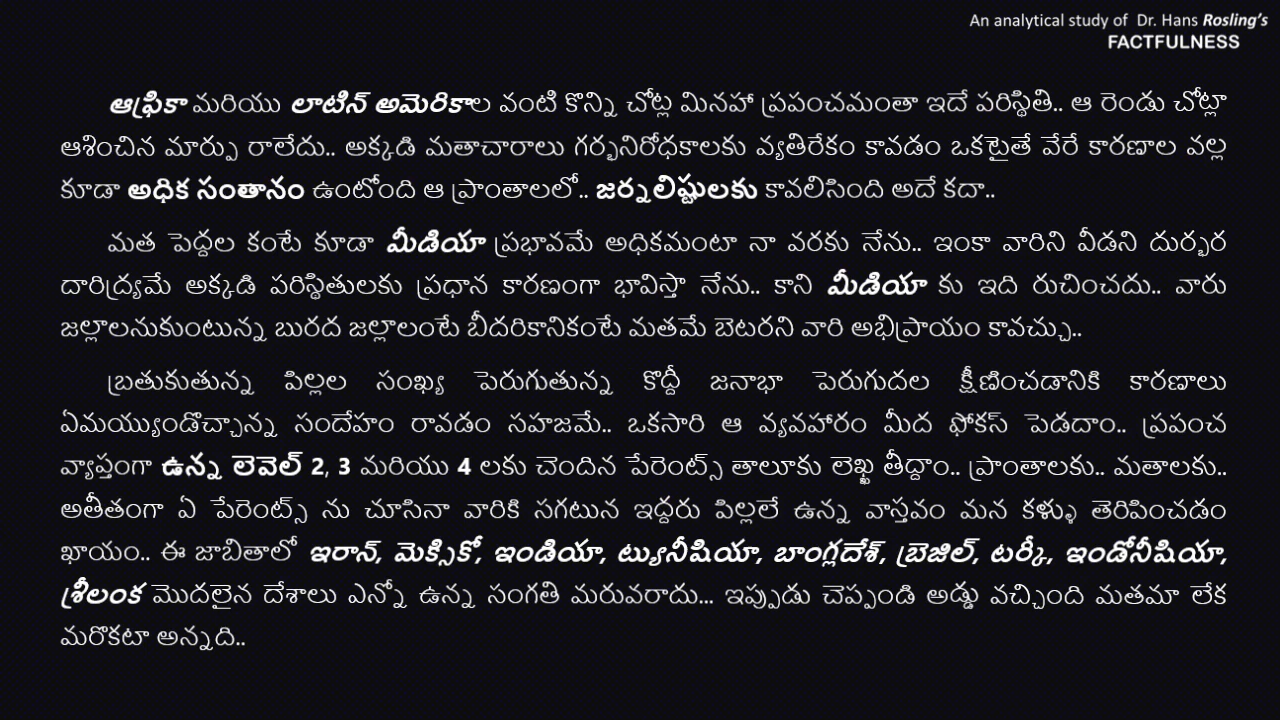 An analytical study of Dr. Hans Rosling's
FACTFULNESS
ఆఫ్రికా మరియు లాటిన్ అమెరికాల వంటి కొన్ని చోట్ల మినహా ప్రపంచమంతా ఇదే పరిస్థితి.. ఆ రెండు చోట్లా
ఆశించిన మార్పు రాలేదు.. అక్కడి మతాచారాలు గర్భనిరోధకాలకు వ్యతిరేకం కావడం ఒకటైతే వేరే కారణాల వల్ల
కూడా అధిక సంతానం ఉంటోంది ఆ ప్రాంతాలలో.. జర్నలిష్టులకు కావలిసింది అదే కదా..
మత పెద్దల కంటే కూడా మీడియా ప్రభావమే అధికమంటా నా వరకు నేను.. ఇంకా వారిని వీడని దుర్భర
దారిద్ర్యమే అక్కడి పరిస్థితులకు ప్రధాన కారణంగా భావిస్తా నేను.. కాని మీడియా కు ఇది రుచించదు.. వారు
జల్లాలనుకుంటున్న బురద జల్లాలంటే బీదరికానికంటే మతమే బెటరని వారి అభిప్రాయం కావచ్చు..
బ్రతుకుతున్న పిల్లల సంఖ్య పెరుగుతున్న కొద్దీ జనాభా పెరుగుదల క్షీణించడానికి కారణాలు
ఏమయ్యుండొచ్చాన్న సందేహం రావడం సహజమే.. ఒకసారి ఆ వ్యవహారం మీద ఫోకస్ పెడదాం.. ప్రపంచ
వ్యాప్తంగా ఉన్న లెవెల్ 2, 3 మరియు 4 లకు చెందిన పేరెంట్స్ తాలూకు లెఖ్ఖ తీద్దాం.. ప్రాంతాలకు.. మతాలకు..
అతీతంగా ఏ పేరెంట్స్ ను చూసినా వారికి సగటున ఇద్దరు పిల్లలే ఉన్న వాస్తవం మన కళ్ళు తెరిపించడం
ఖాయం.. ఈ జాబితాలో ఇరాన్, మెక్సికో, ఇండియా, ట్యునీషియా, బాంగ్లదేశ్, బ్రెజిల్, టర్కీ, ఇండోనీషియా,
శ్రీలంక మొదలైన దేశాలు ఎన్నో ఉన్న సంగతి మరువరాదు... ఇప్పుడు చెప్పండి అడ్డు వచ్చింది మతమా లేక
మరొకటా అన్నది..